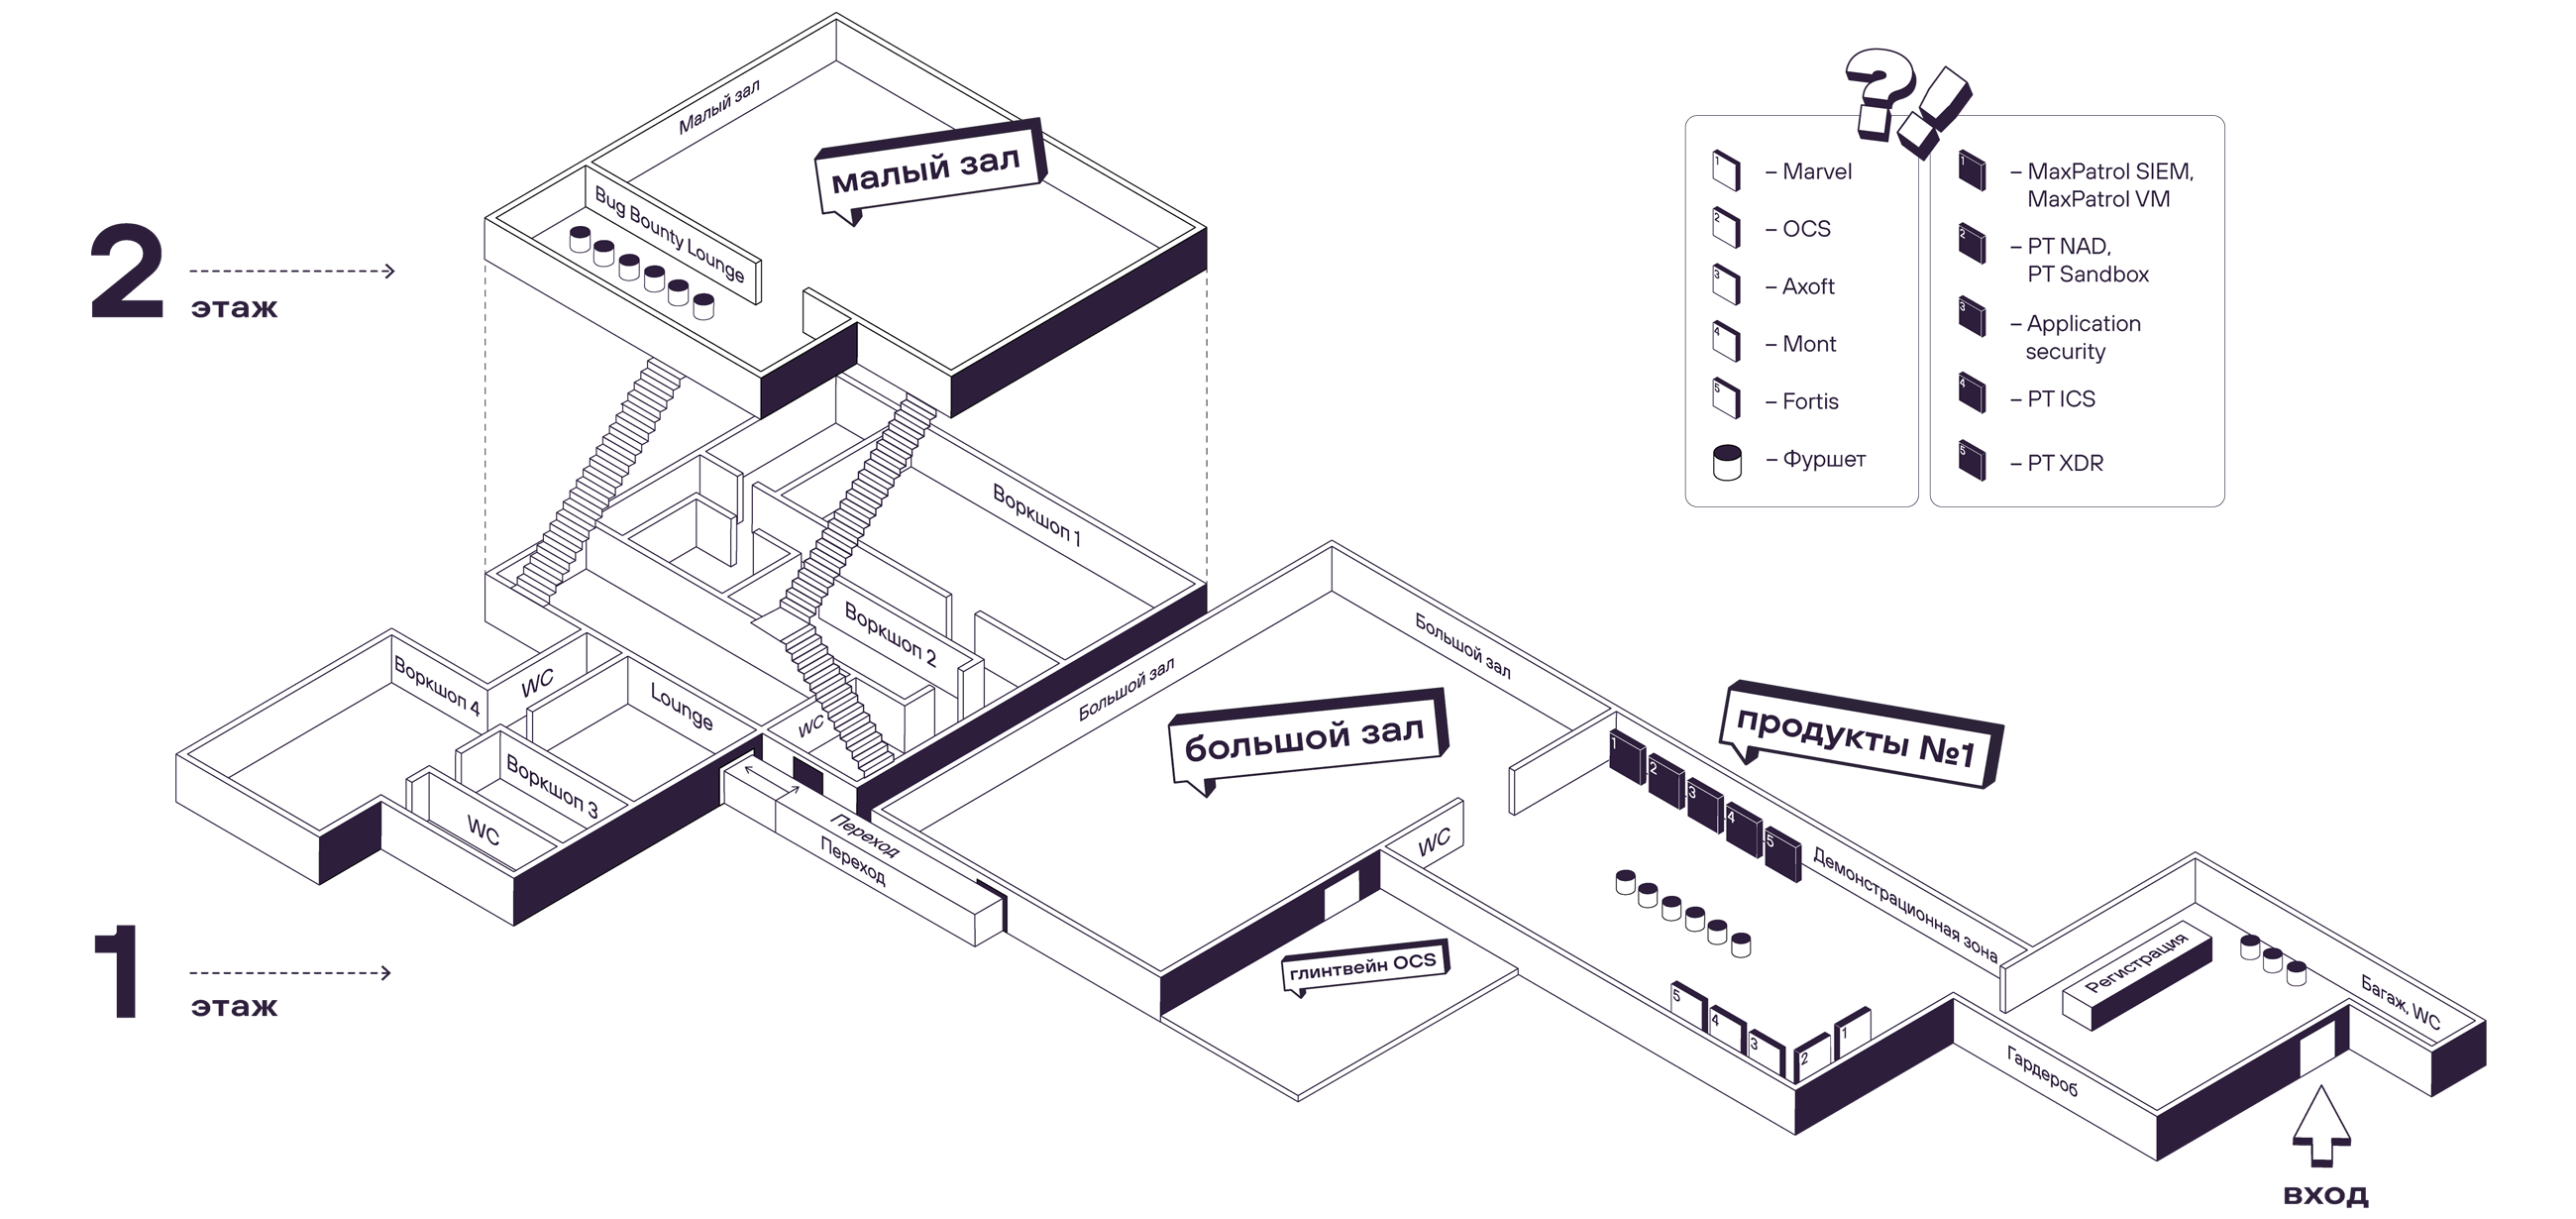 Малый зал
малый зал
Bug Bounty Lounge
2
этаж
1
– Marvel
2
– OCS
3
– Axoft
4
– Mont
5
– Fortis
– Фуршет
1
– MaxPatrol SIEM,
MaxPatrol VM
2
– PT NAD,
PT Sandbox
3
– Application
security
4
– PT ICS
5
– PT XDR
Воркшоп 1
Воркшоп 2
Воркшоп 4
WC
Lounge
WC
Воркшоп 3
WC
Переход
Переход
Большой зал
Большой зал
большой зал
WC
глинтвейн OCS
продукты №1
1
2
3
4
5
Демонстрационная зона
5
4
3
2
1
Регистрация
Багаж, WC
Гардероб
1
этаж
вход